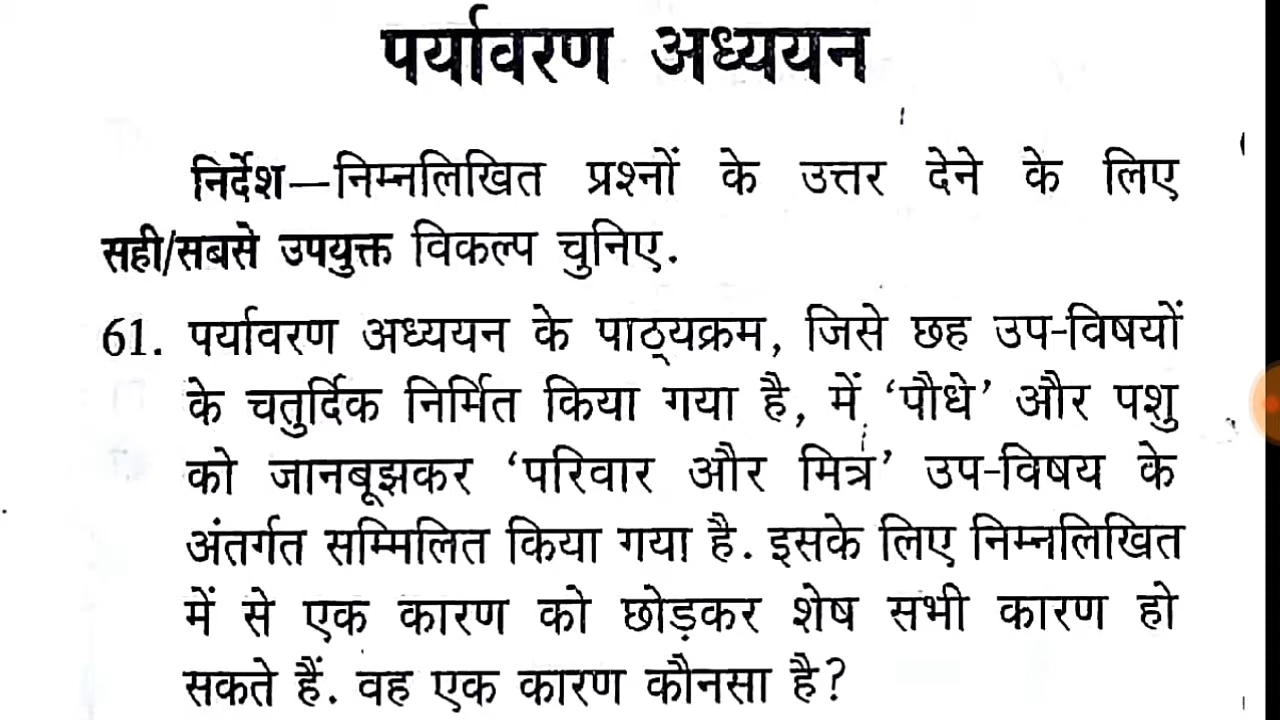 पर्यावरण अध्ययन
निर्देश—निम्नलिखित प्रश्नों के उत्तर देने के लिए
सही/सबसे उपयुक्त विकल्प चुनिए.
61. पर्यावरण अध्ययन के पाठ्यक्रम, जिसे छह उप-विषयों
के चतुर्दिक निर्मित किया गया है, में ‘पौधे’ और पशु
को जानबूझकर ‘परिवार और मित्र’ उप-विषय के
अंतर्गत सम्मिलित किया गया है. इसके लिए निम्नलिखित
में से एक कारण को छोड़कर शेष सभी कारण हो
सकते हैं. वह एक कारण कौनसा है?